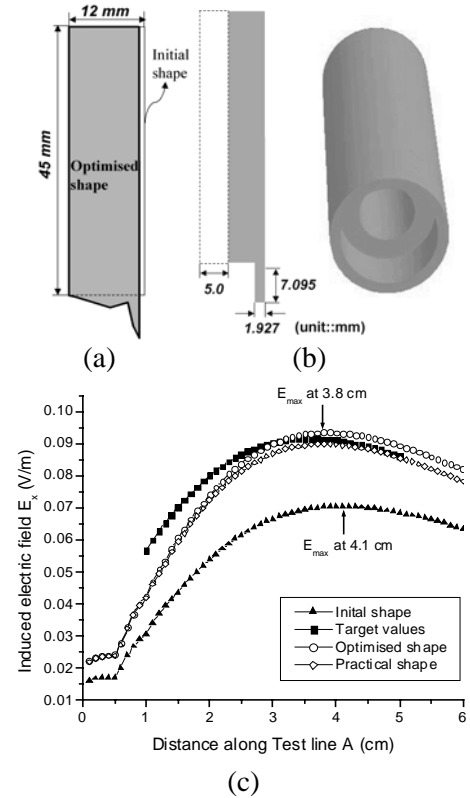 12 mm
Initial
shape
45 mm
Optimised
shape
(a)
5.0
7.095
1.927
(unit::mm)
(b)
E_max at 3.8 cm
E_max at 4.1 cm
Induced electric field E_x (V/m)
0.10
0.09
0.08
0.07
0.06
0.05
0.04
0.03
0.02
0.01
0
1
2
3
4
5
6
Inital shape
Target values
Optimised shape
Practical shape
Distance along Test line A (cm)
(c)